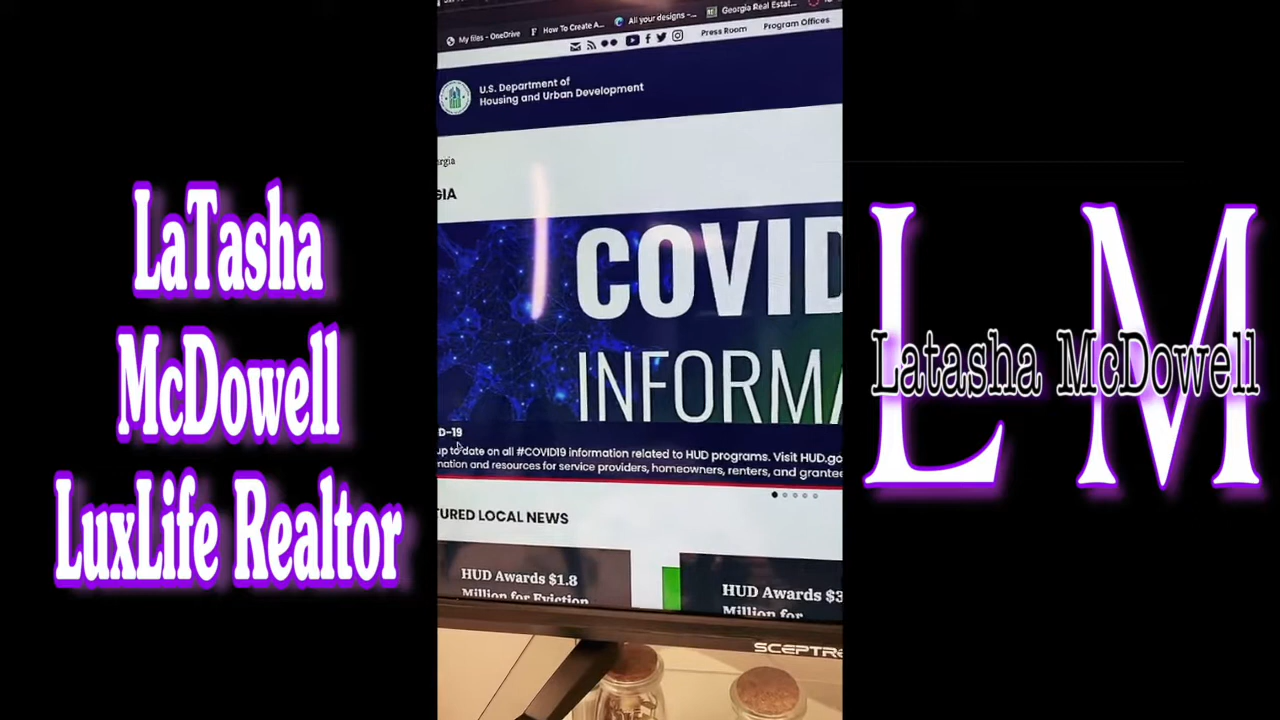 LaTasha
McDowell
LuxLife Realtor
My files - OneDrive
How To Create A...
All your designs -...
Georgia Real Estat...
Press Room
Program Offices
U.S. Department of
Housing and Urban Development
rgia
GIA
COVID
INFORMA
D-19
up to date on all #COVID19 information related to HUD programs. Visit HUD.go
mation and resources for service providers, homeowners, renters, and grantee
TURED LOCAL NEWS
HUD Awards $1.8
Million for Eviction
HUD Awards $3
Million for
SCEPTRE
L M
Latasha McDowell